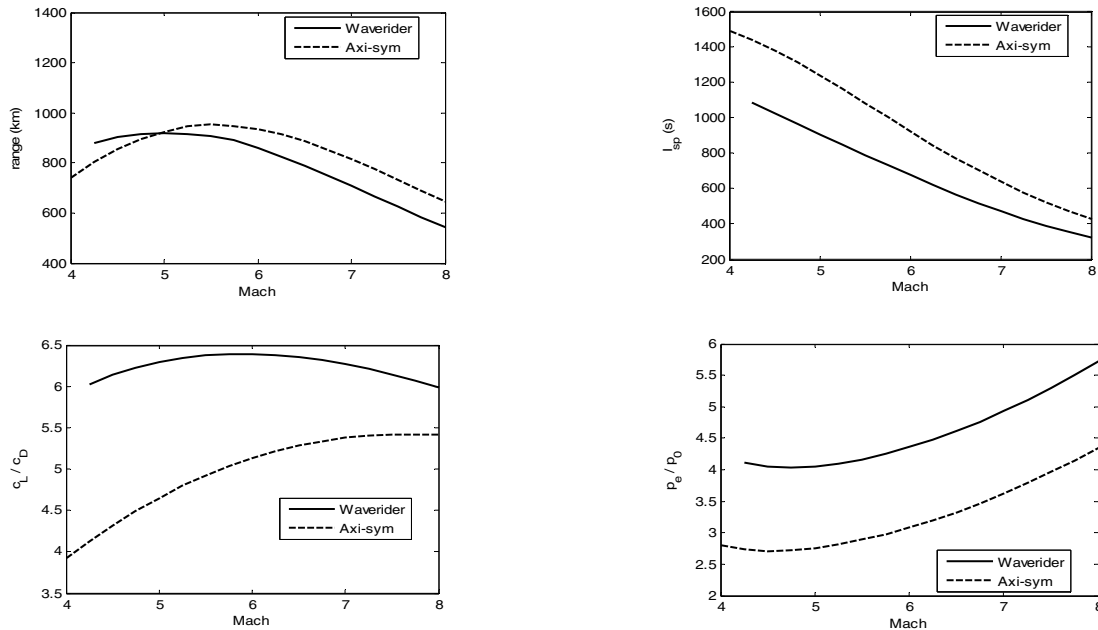 1400
1200
1000
800
600
400
range (km)
4 5 6 7 8
Mach
Waverider
Axi-sym
1600
1400
1200
1000
800
600
400
200
I_sp (s)
4 5 6 7 8
Mach
Waverider
Axi-sym
6.5
6
5.5
5
4.5
4
3.5
c_L / c_D
4 5 6 7 8
Mach
Waverider
Axi-sym
6
5.5
5
4.5
4
3.5
3
2.5
2
p_e / p_0
4 5 6 7 8
Mach
Waverider
Axi-sym